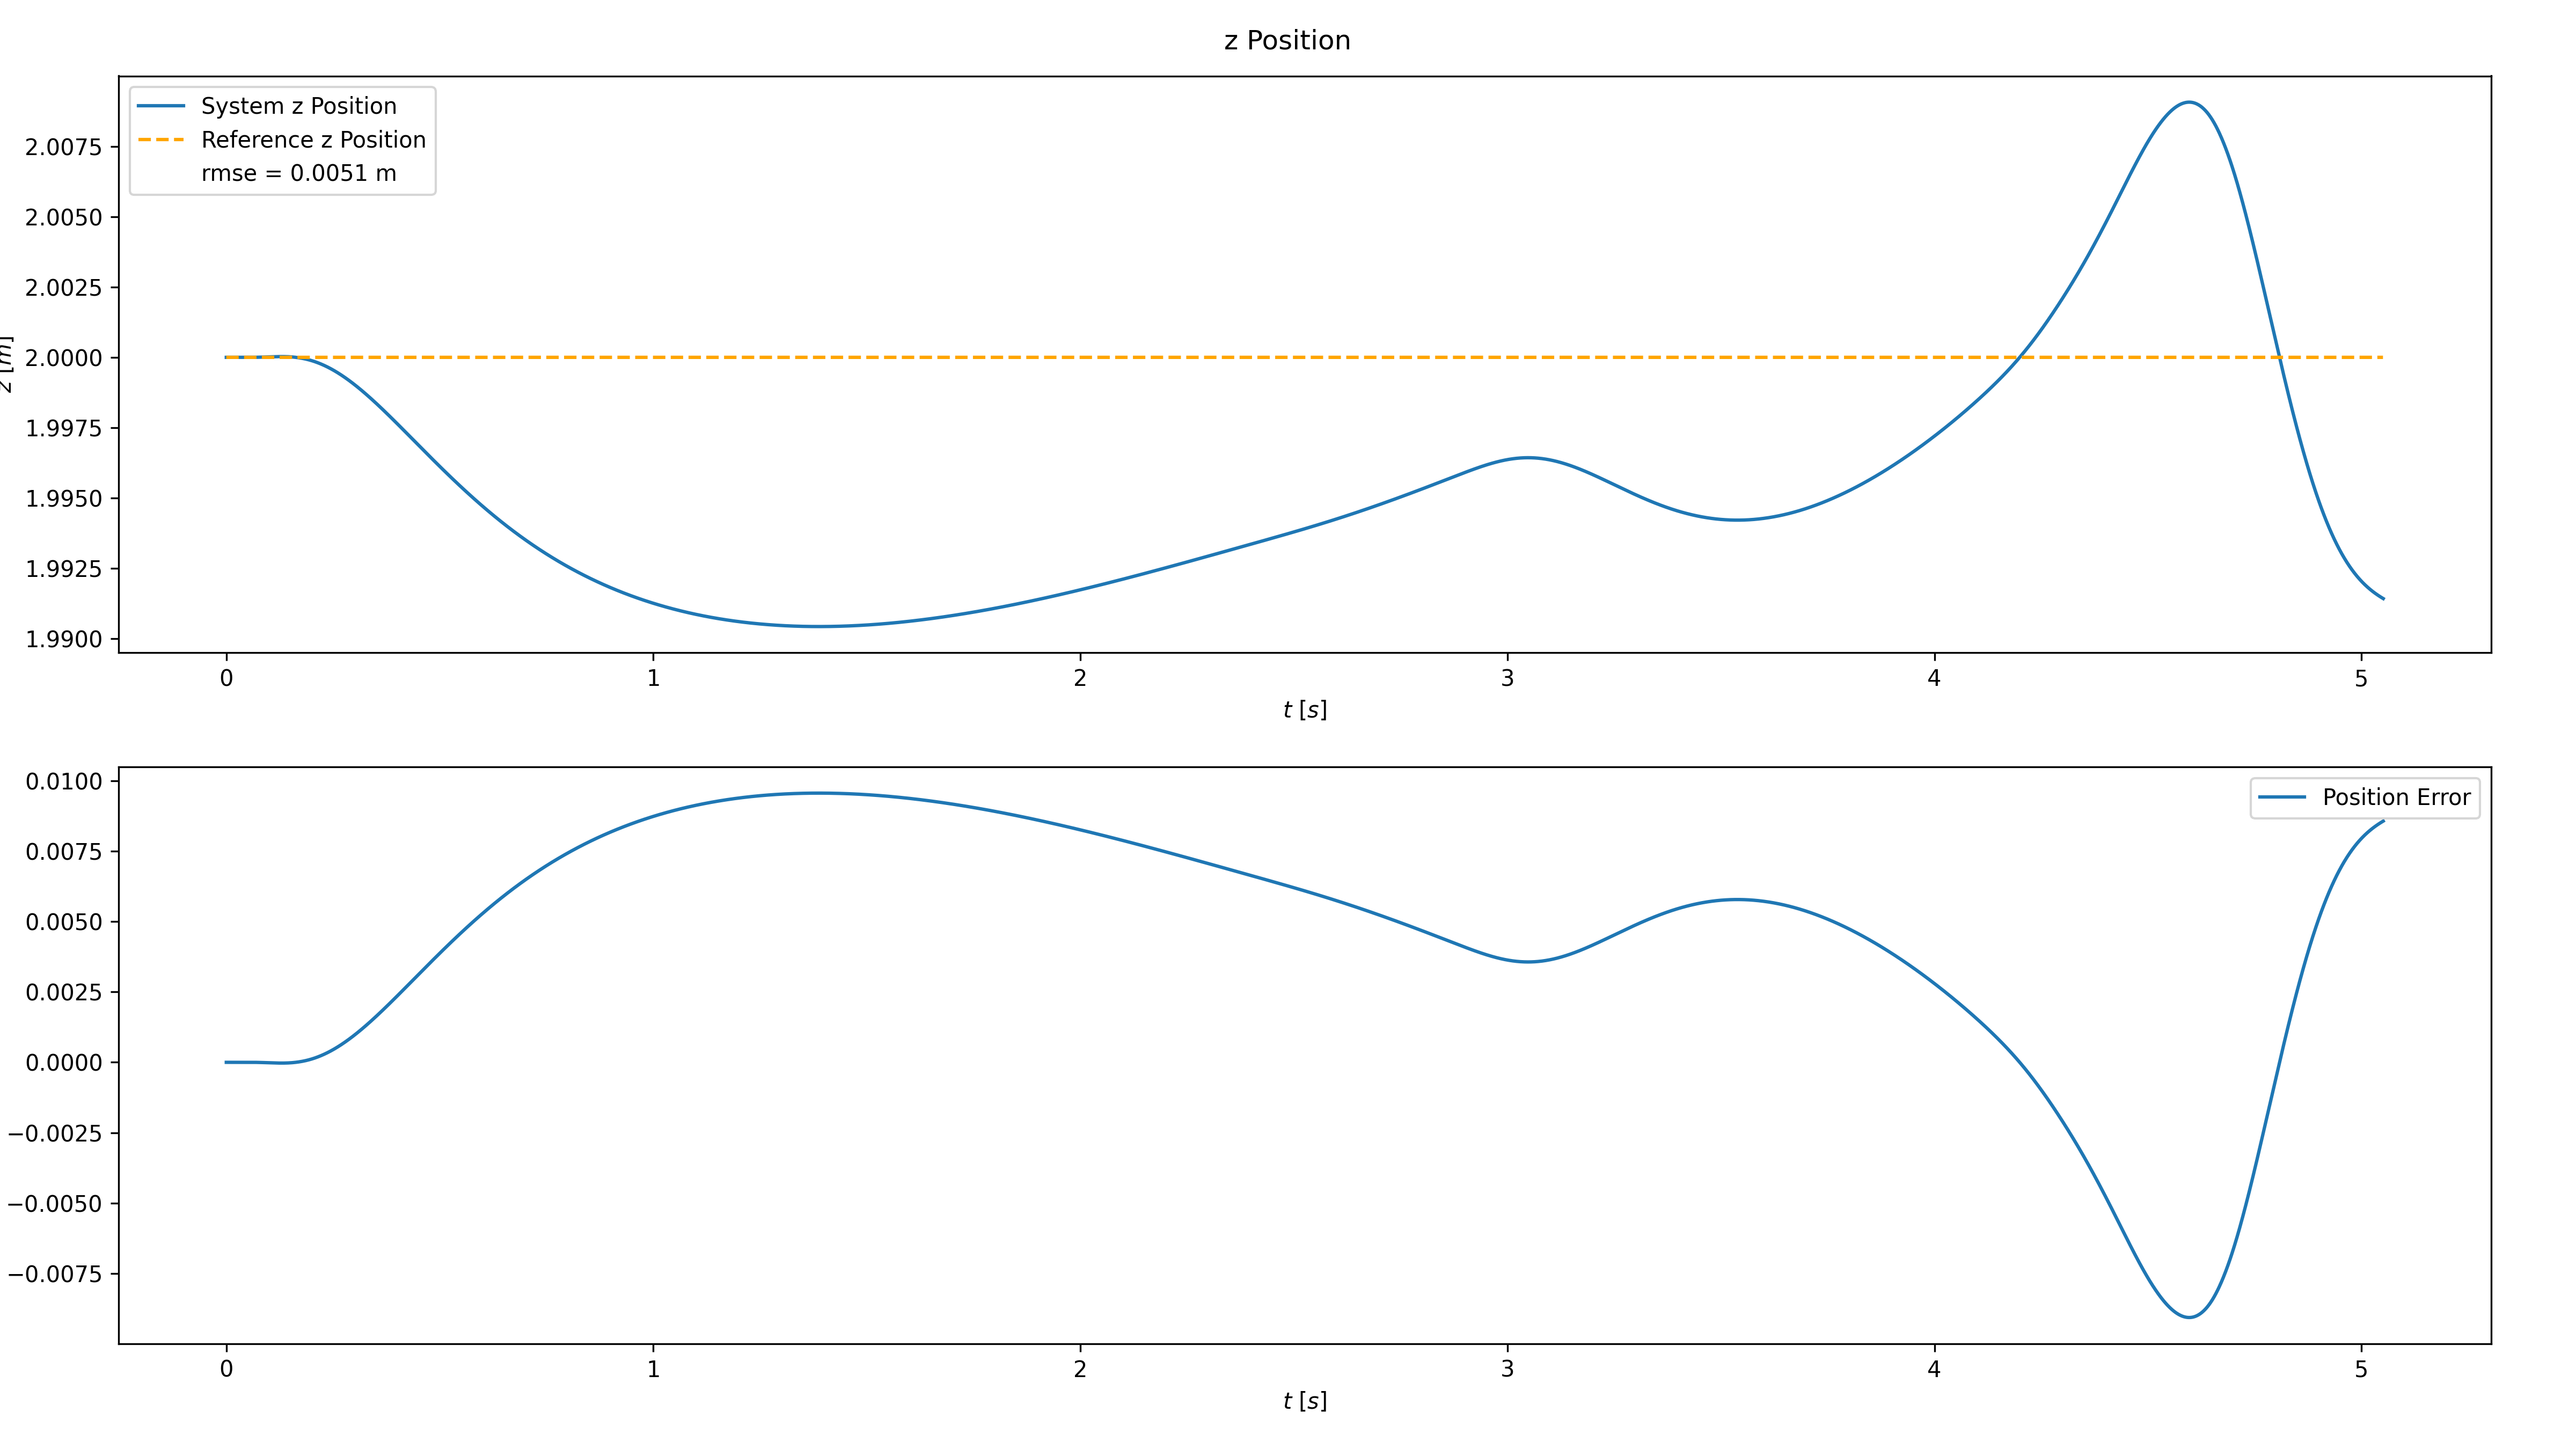 z Position
System z Position
Reference z Position
rmse = 0.0051 m
2.0075
2.0050
2.0025
2.0000
1.9975
1.9950
1.9925
1.9900
z [m]
0 1 2 3 4 5
t [s]
Position Error
0.0100
0.0075
0.0050
0.0025
0.0000
−0.0025
−0.0050
−0.0075
0 1 2 3 4 5
t [s]